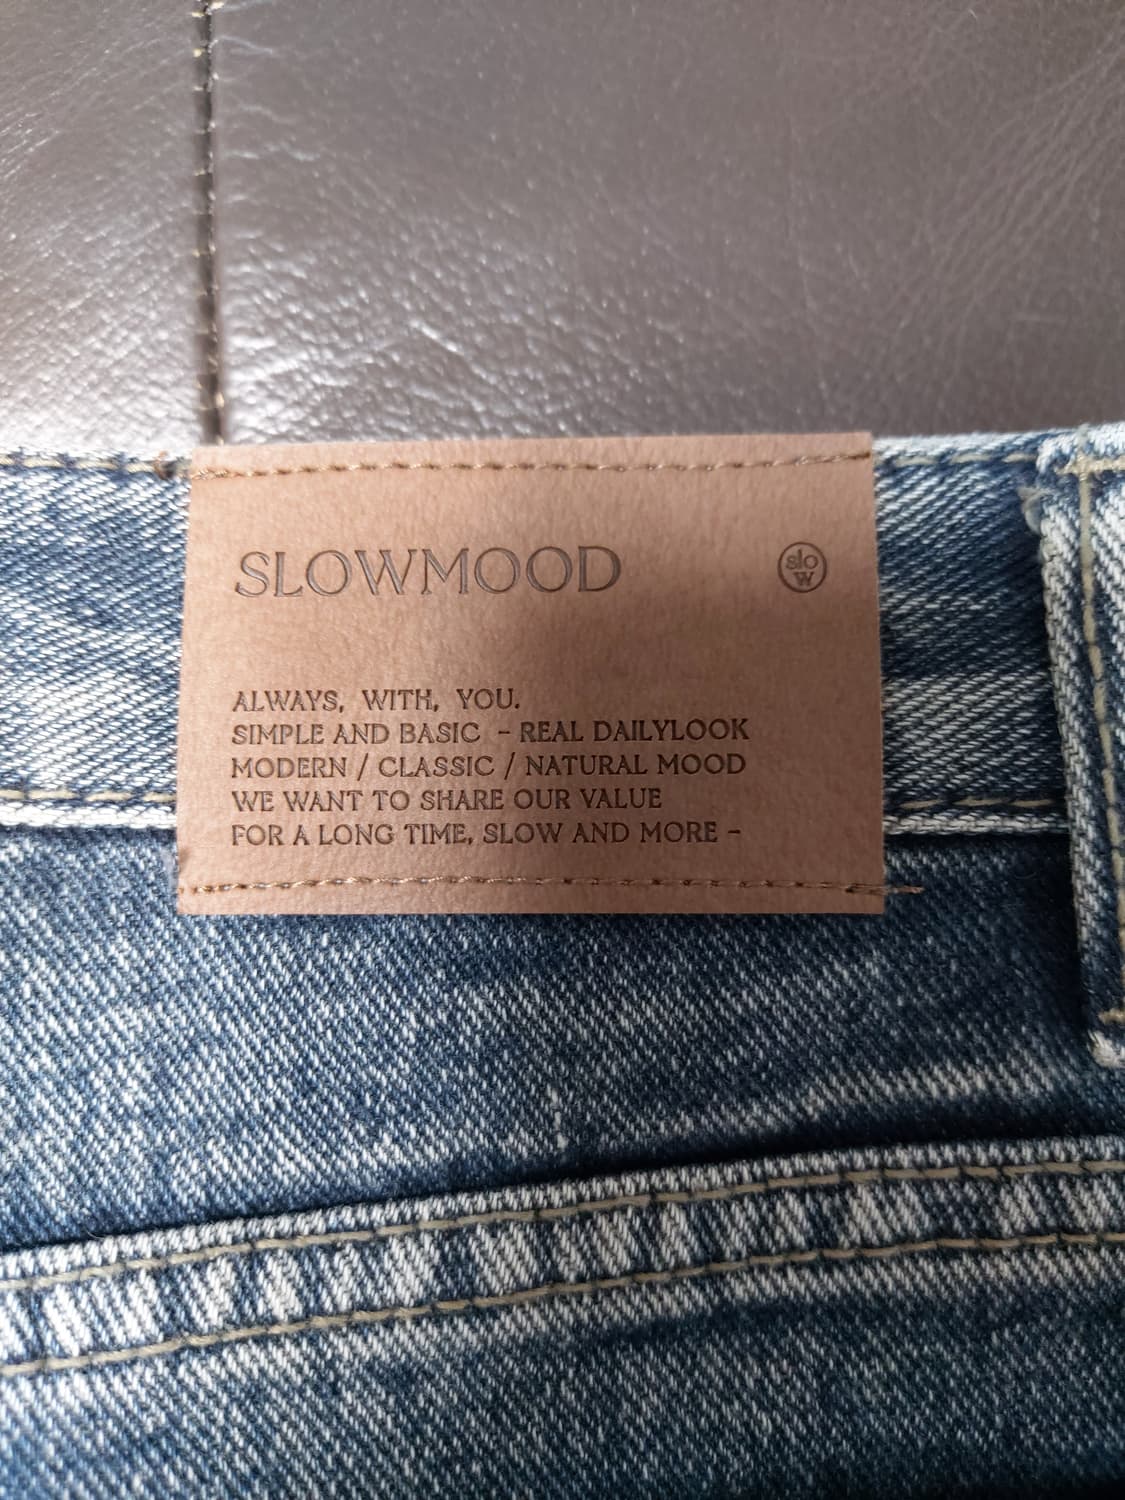 SLOWMOOD
slo
w
ALWAYS, WITH, YOU.
SIMPLE AND BASIC - REAL DAILYLOOK
MODERN / CLASSIC / NATURAL MOOD
WE WANT TO SHARE OUR VALUE
FOR A LONG TIME, SLOW AND MORE -